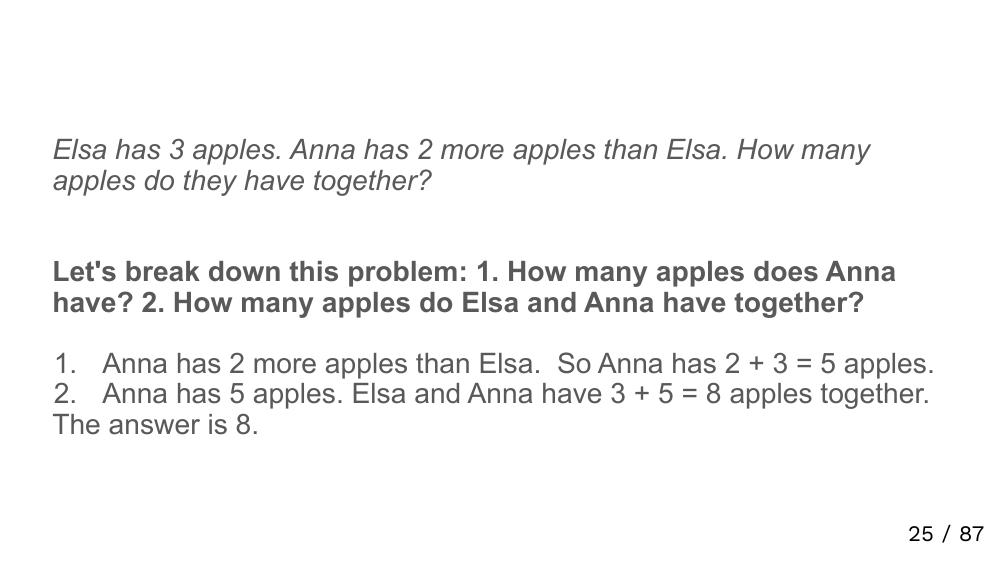 Elsa has 3 apples. Anna has 2 more apples than Elsa. How many
apples do they have together?
Let's break down this problem: 1. How many apples does Anna
have? 2. How many apples do Elsa and Anna have together?
1. Anna has 2 more apples than Elsa.  So Anna has 2 + 3 = 5 apples.
2. Anna has 5 apples. Elsa and Anna have 3 + 5 = 8 apples together.
The answer is 8.
25 / 87